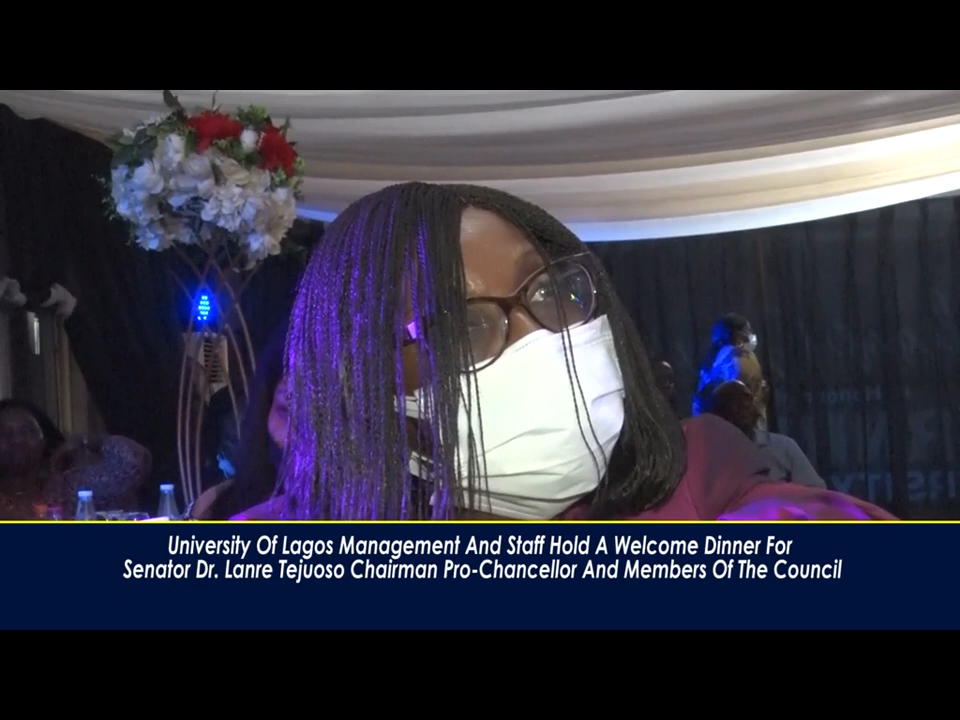 University Of Lagos Management And Staff Hold A Welcome Dinner For
Senator Dr. Lanre Tejuoso Chairman Pro-Chancellor And Members Of The Council